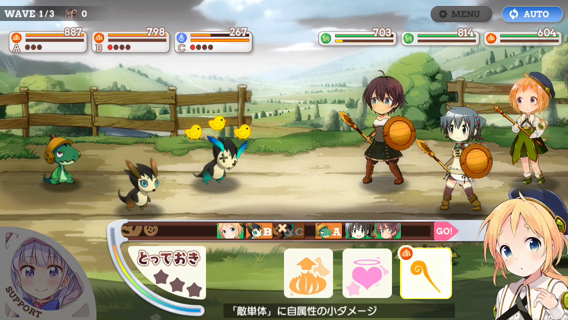 WAVE 1/3 0 MENU AUTO
887 798 267 703 814 604
A B C
B C A GO!
とっておき
SUPPORT
「敵単体」に自属性の小ダメージ